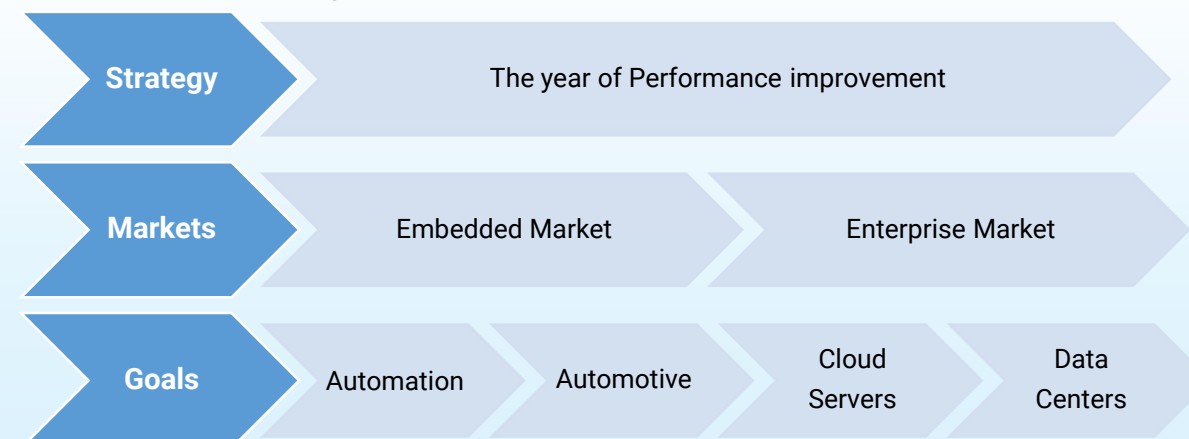 Strategy
The year of Performance improvement
Markets
Embedded Market
Enterprise Market
Goals
Automation
Automotive
Cloud
Servers
Data
Centers